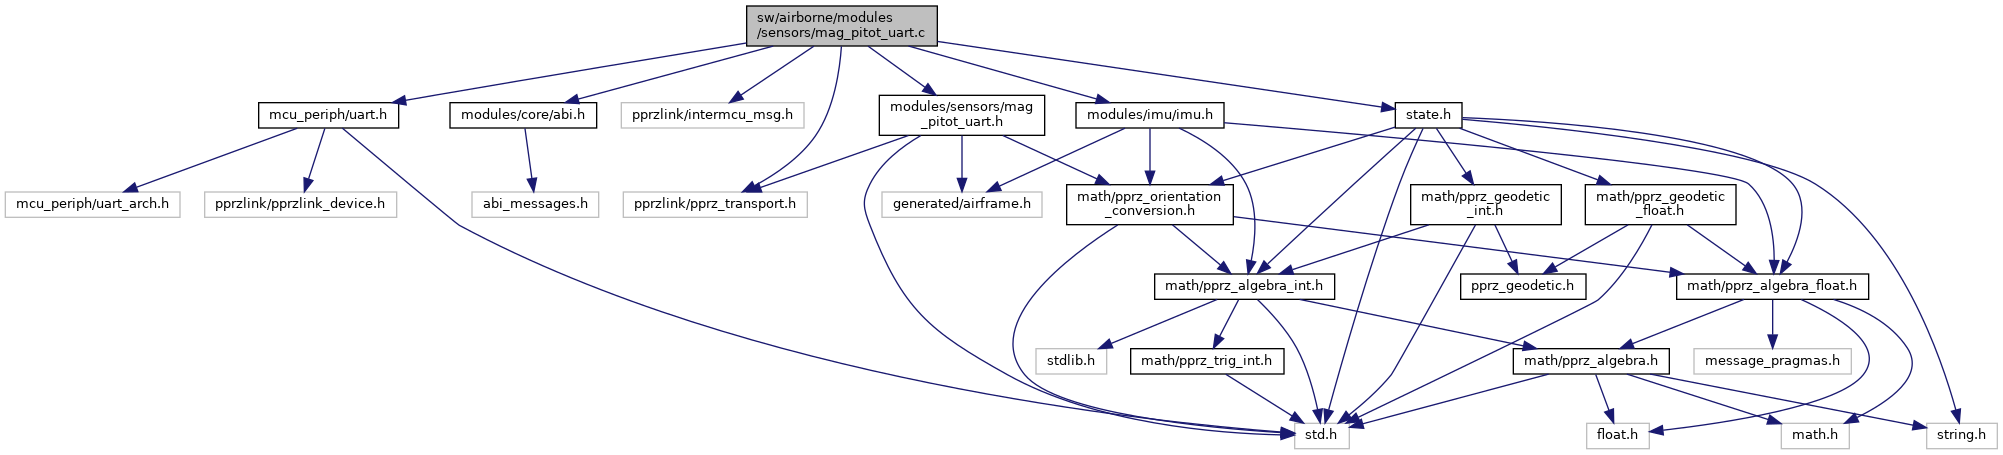 sw/airborne/modules
/sensors/mag_pitot_uart.c
mcu_periph/uart.h
modules/core/abi.h
pprzlink/intermcu_msg.h
modules/sensors/mag
_pitot_uart.h
modules/imu/imu.h
state.h
mcu_periph/uart_arch.h
pprzlink/pprzlink_device.h
abi_messages.h
pprzlink/pprz_transport.h
generated/airframe.h
math/pprz_orientation
_conversion.h
math/pprz_geodetic
_int.h
math/pprz_geodetic
_float.h
math/pprz_algebra_int.h
pprz_geodetic.h
math/pprz_algebra_float.h
stdlib.h
math/pprz_trig_int.h
math/pprz_algebra.h
message_pragmas.h
std.h
float.h
math.h
string.h